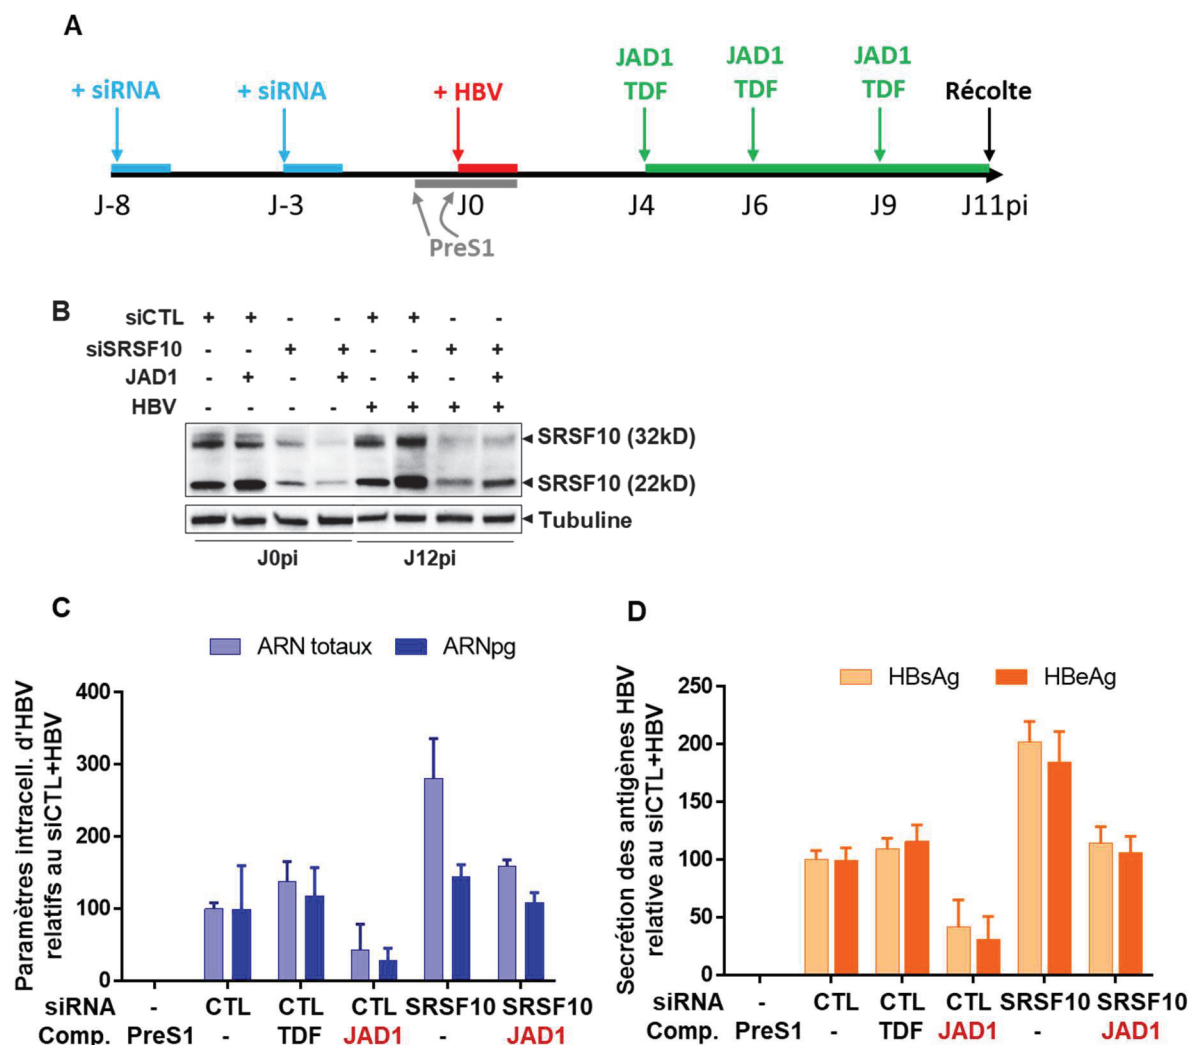 A
+ siRNA + siRNA + HBV JAD1 TDF JAD1 TDF JAD1 TDF Récolte
J-8 J-3 J0 J4 J6 J9 J11pi
PreS1
B
siCTL + + - - + + - -
siSRSF10 - - + + - - + +
JAD1 - + - + - + - +
HBV - - - - + + + +
SRSF10 (32kD)
SRSF10 (22kD)
Tubuline
J0pi J12pi
C
ARN totaux ARNpg
Paramètres intracell. d'HBV
relatifs au siCTL+HBV
400
300
200
100
0
siRNA - CTL CTL CTL SRSF10 SRSF10
Comp. PreS1 - TDF JAD1 - JAD1
D
HBsAg HBeAg
Secrétion des antigènes HBV
relative au siCTL+HBV
250
200
150
100
50
0
siRNA - CTL CTL CTL SRSF10 SRSF10
Comp. PreS1 - TDF JAD1 - JAD1